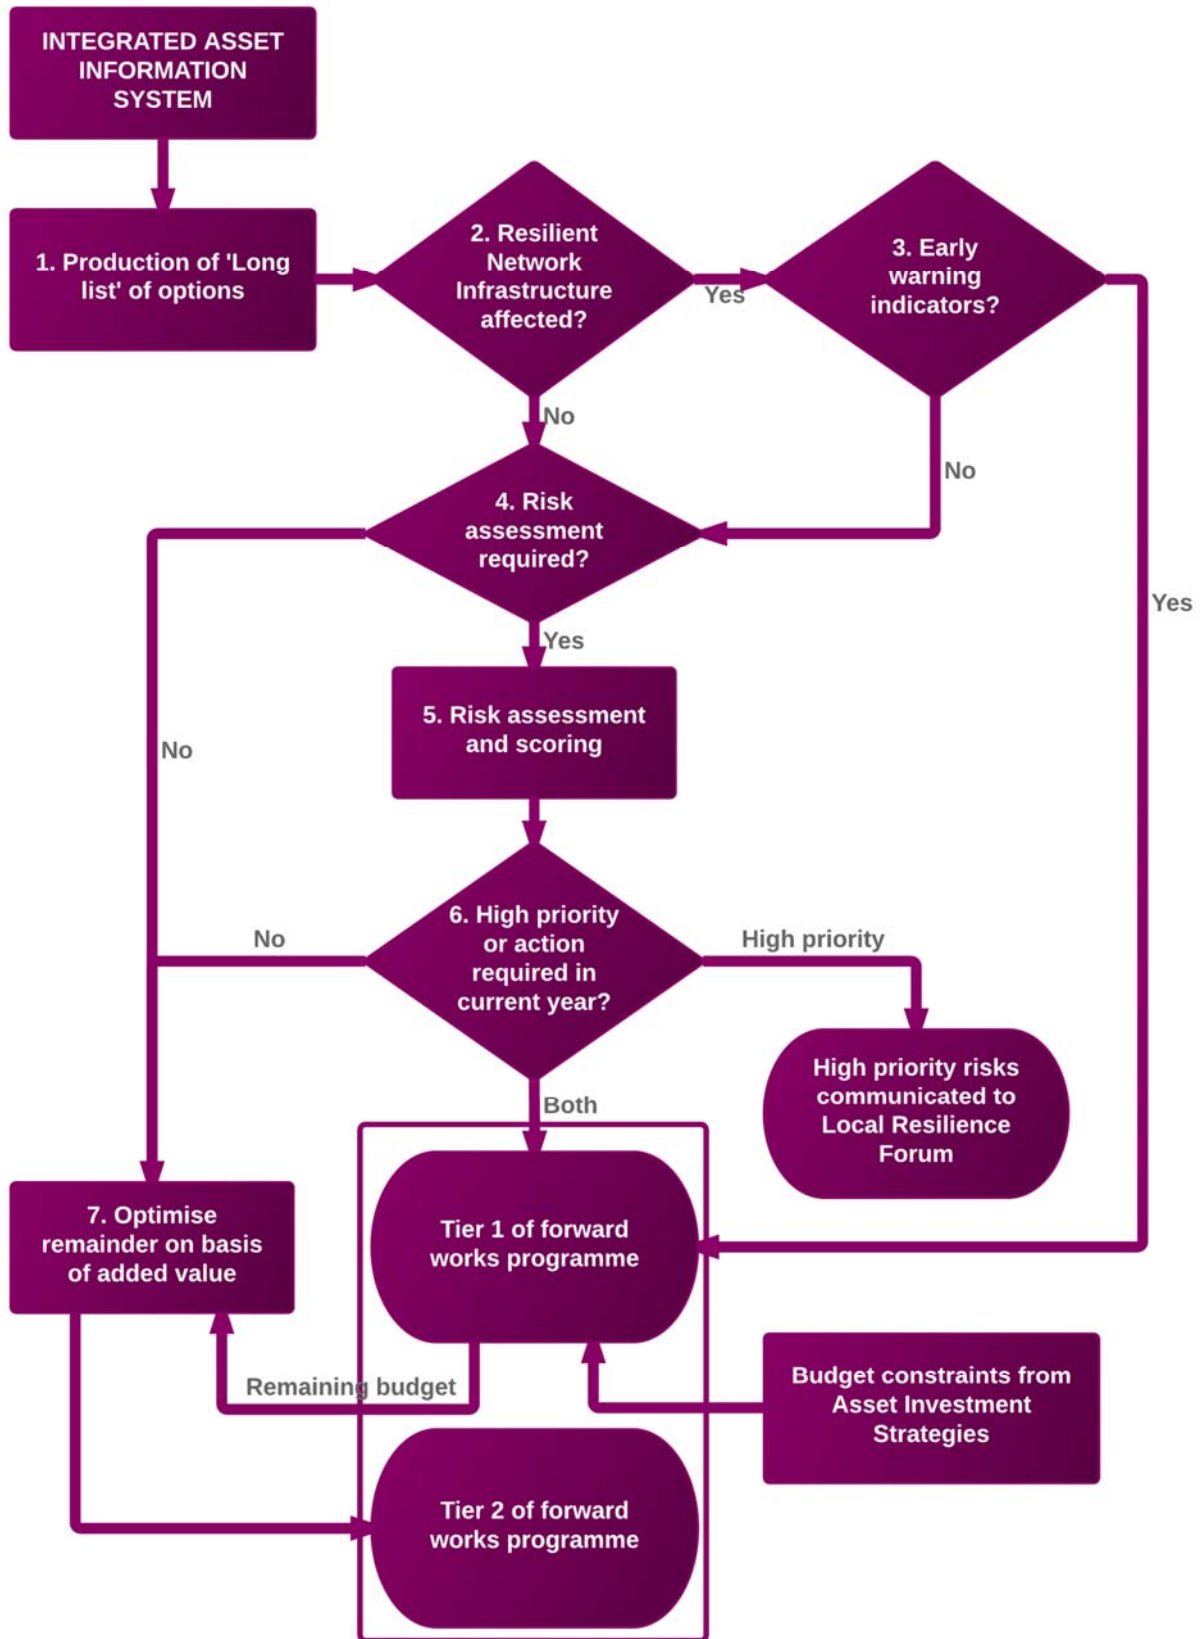 INTEGRATED ASSET
INFORMATION
SYSTEM
1. Production of 'Long
list' of options
2. Resilient
Network
Infrastructure
affected?
Yes
3. Early
warning
indicators?
No
No
4. Risk
assessment
required?
Yes
Yes
5. Risk assessment
and scoring
No
6. High priority
or action
required in
current year?
No
High priority
High priority risks
communicated to
Local Resilience
Forum
Both
7. Optimise
remainder on basis
of added value
Tier 1 of forward
works programme
Remaining budget
Budget constraints from
Asset Investment
Strategies
Tier 2 of forward
works programme